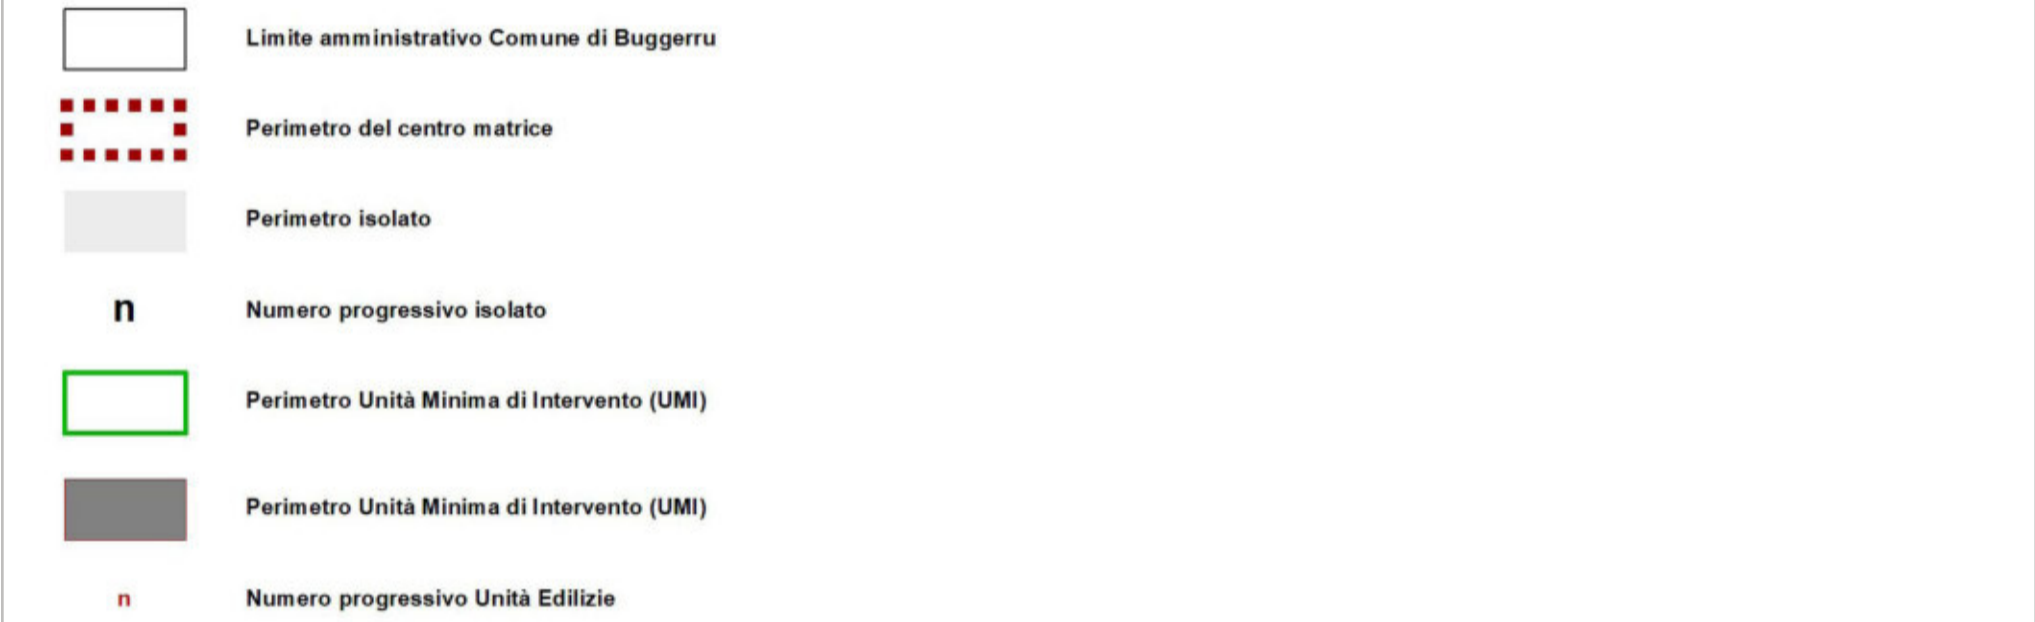 Limite amministrativo Comune di Buggerru
Perimetro del centro matrice
Perimetro isolato
n Numero progressivo isolato
Perimetro Unità Minima di Intervento (UMI)
Perimetro Unità Minima di Intervento (UMI)
n Numero progressivo Unità Edilizie